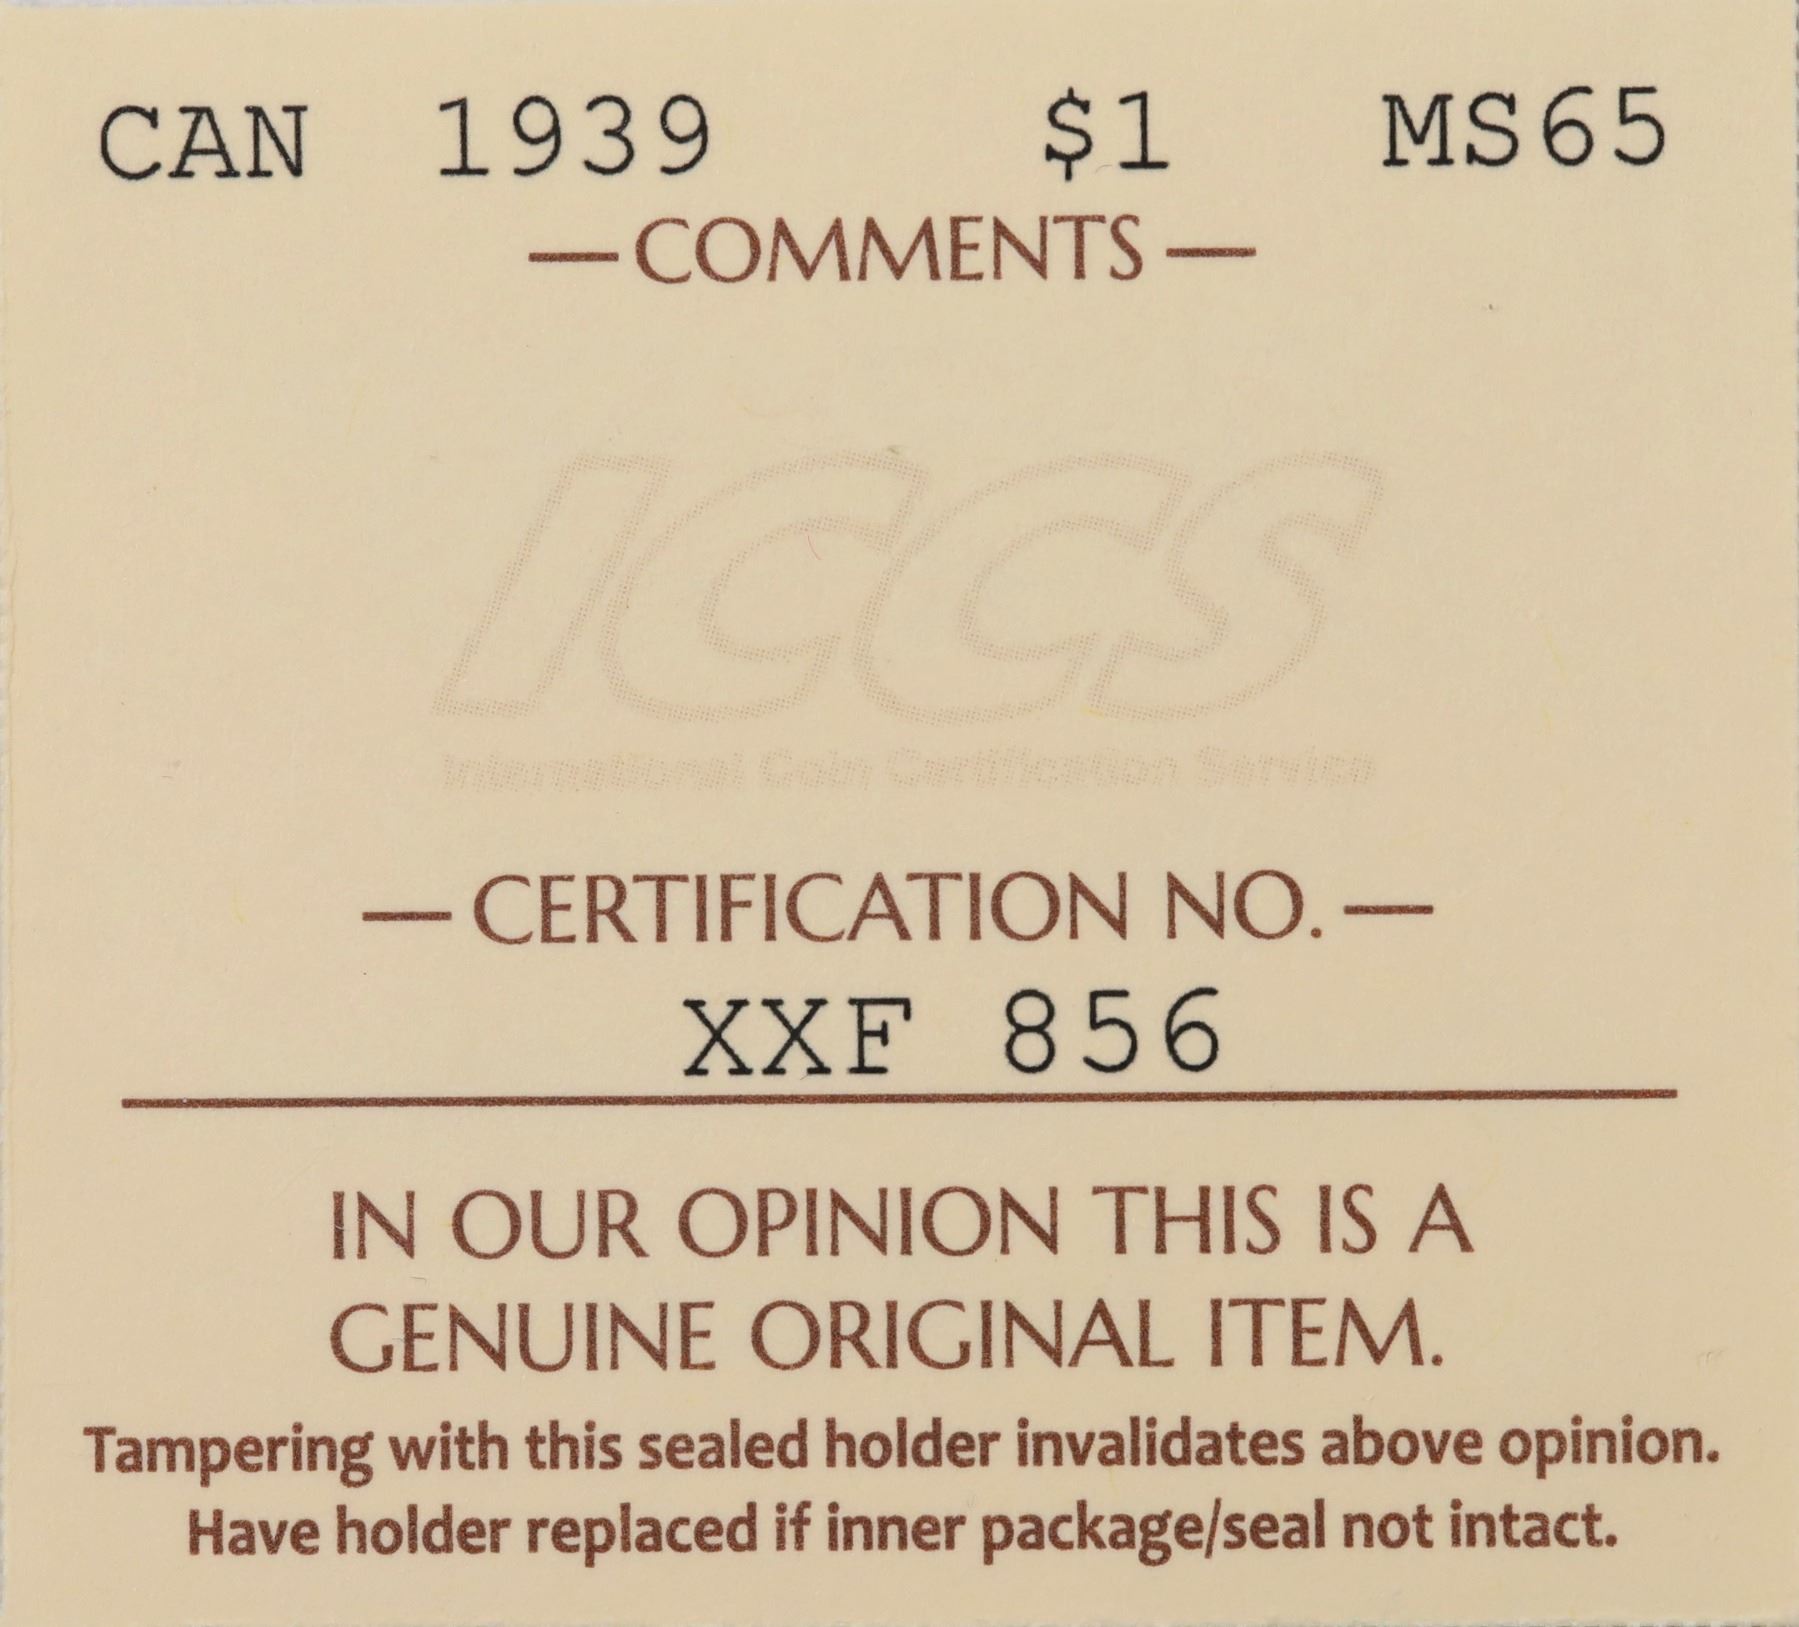 CAN 1939 $1 MS65
— COMMENTS —
ICCS
International Coin Certification Service
— CERTIFICATION NO. —
XXF 856
IN OUR OPINION THIS IS A
GENUINE ORIGINAL ITEM.
Tampering with this sealed holder invalidates above opinion.
Have holder replaced if inner package/seal not intact.